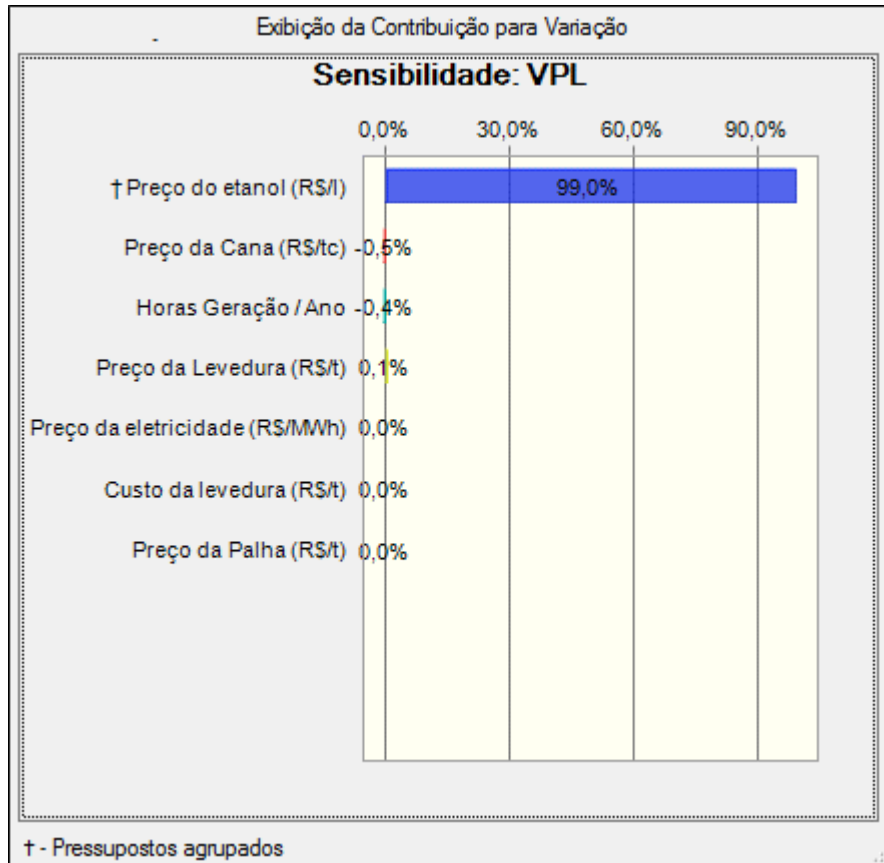 Exibição da Contribuição para Variação
-
Sensibilidade: VPL
0,0% 30,0% 60,0% 90,0%
†Preço do etanol (R$/l) 99,0%
Preço da Cana (R$/tc) -0,5%
Horas Geração / Ano -0,4%
Preço da Levedura (R$/t) 0,1%
Preço da eletricidade (R$/MWh) 0,0%
Custo da levedura (R$/t) 0,0%
Preço da Palha (R$/t) 0,0%
† - Pressupostos agrupados